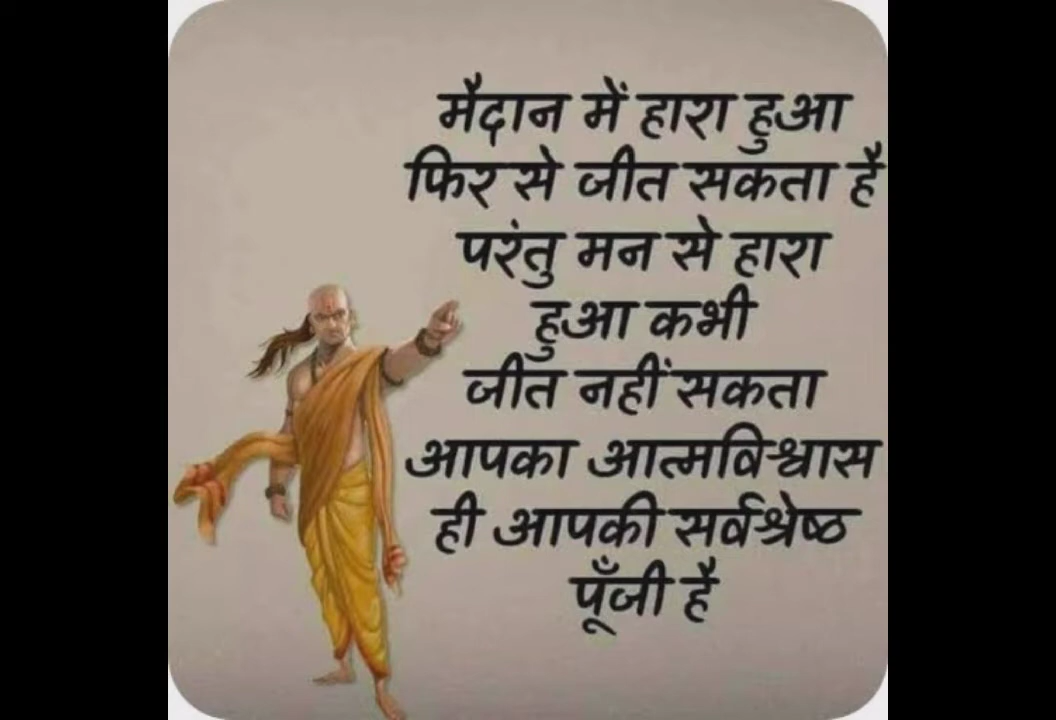 मैदान में हारा हुआ
फिर से जीत सकता है
परंतु मन से हारा
हुआ कभी
जीत नहीं सकता
आपका आत्मविश्वास
ही आपकी सर्वश्रेष्ठ
पूँजी है